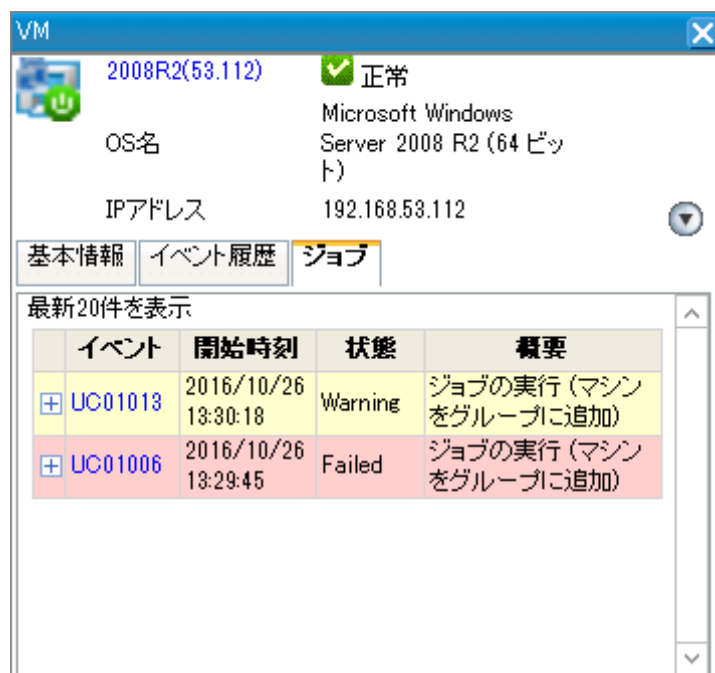 VM
2008R2(53.112) 正常
OS名 Microsoft Windows
Server 2008 R2 (64 ビッ
ト)
IPアドレス 192.168.53.112
基本情報 イベント履歴 ジョブ
最新20件を表示
イベント 開始時刻 状態 概要
UC01013 2016/10/26 13:30:18 Warning ジョブの実行 (マシン
をグループに追加)
UC01006 2016/10/26 13:29:45 Failed ジョブの実行 (マシン
をグループに追加)